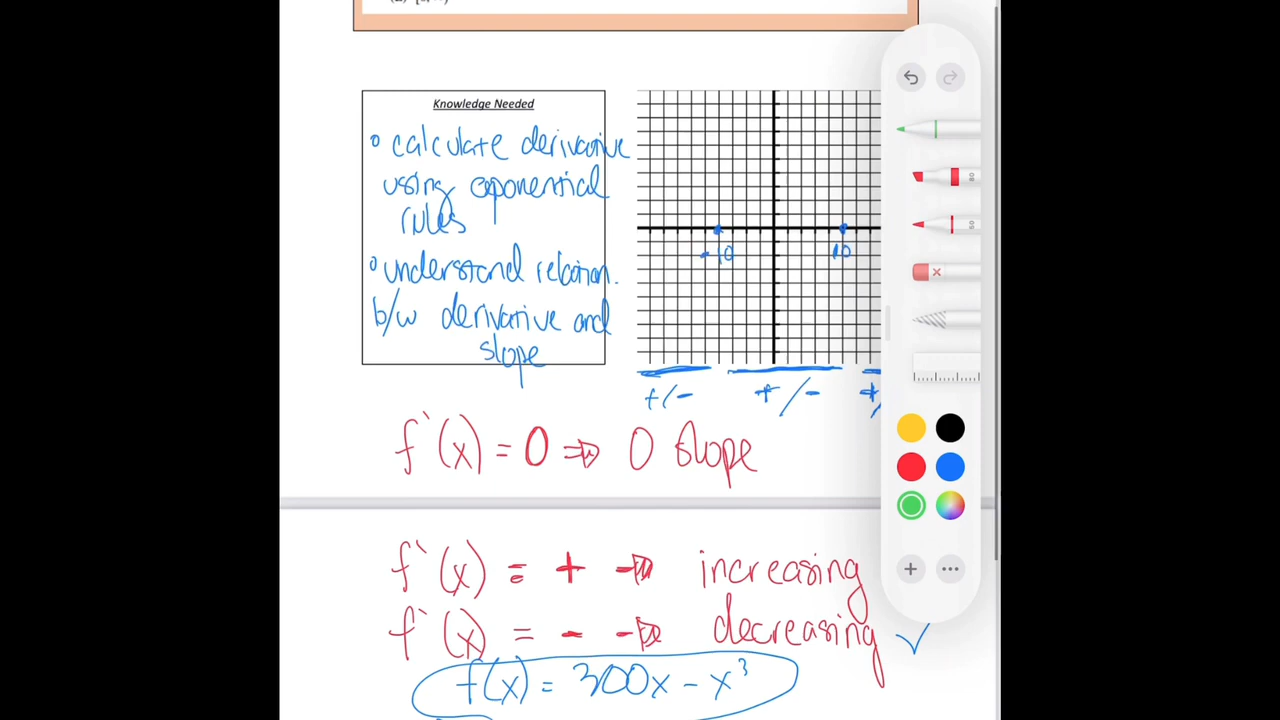 Knowledge Needed
° calculate derivative
using exponential
rules
° understand relation.
b/w derivative and
slope
-10
10
+/-
+/-
f`(x) = 0 ⇒ 0 slope
f`(x) = + → increasing
f`(x) = - → decreasing ✓
f(x) = 300x - x³